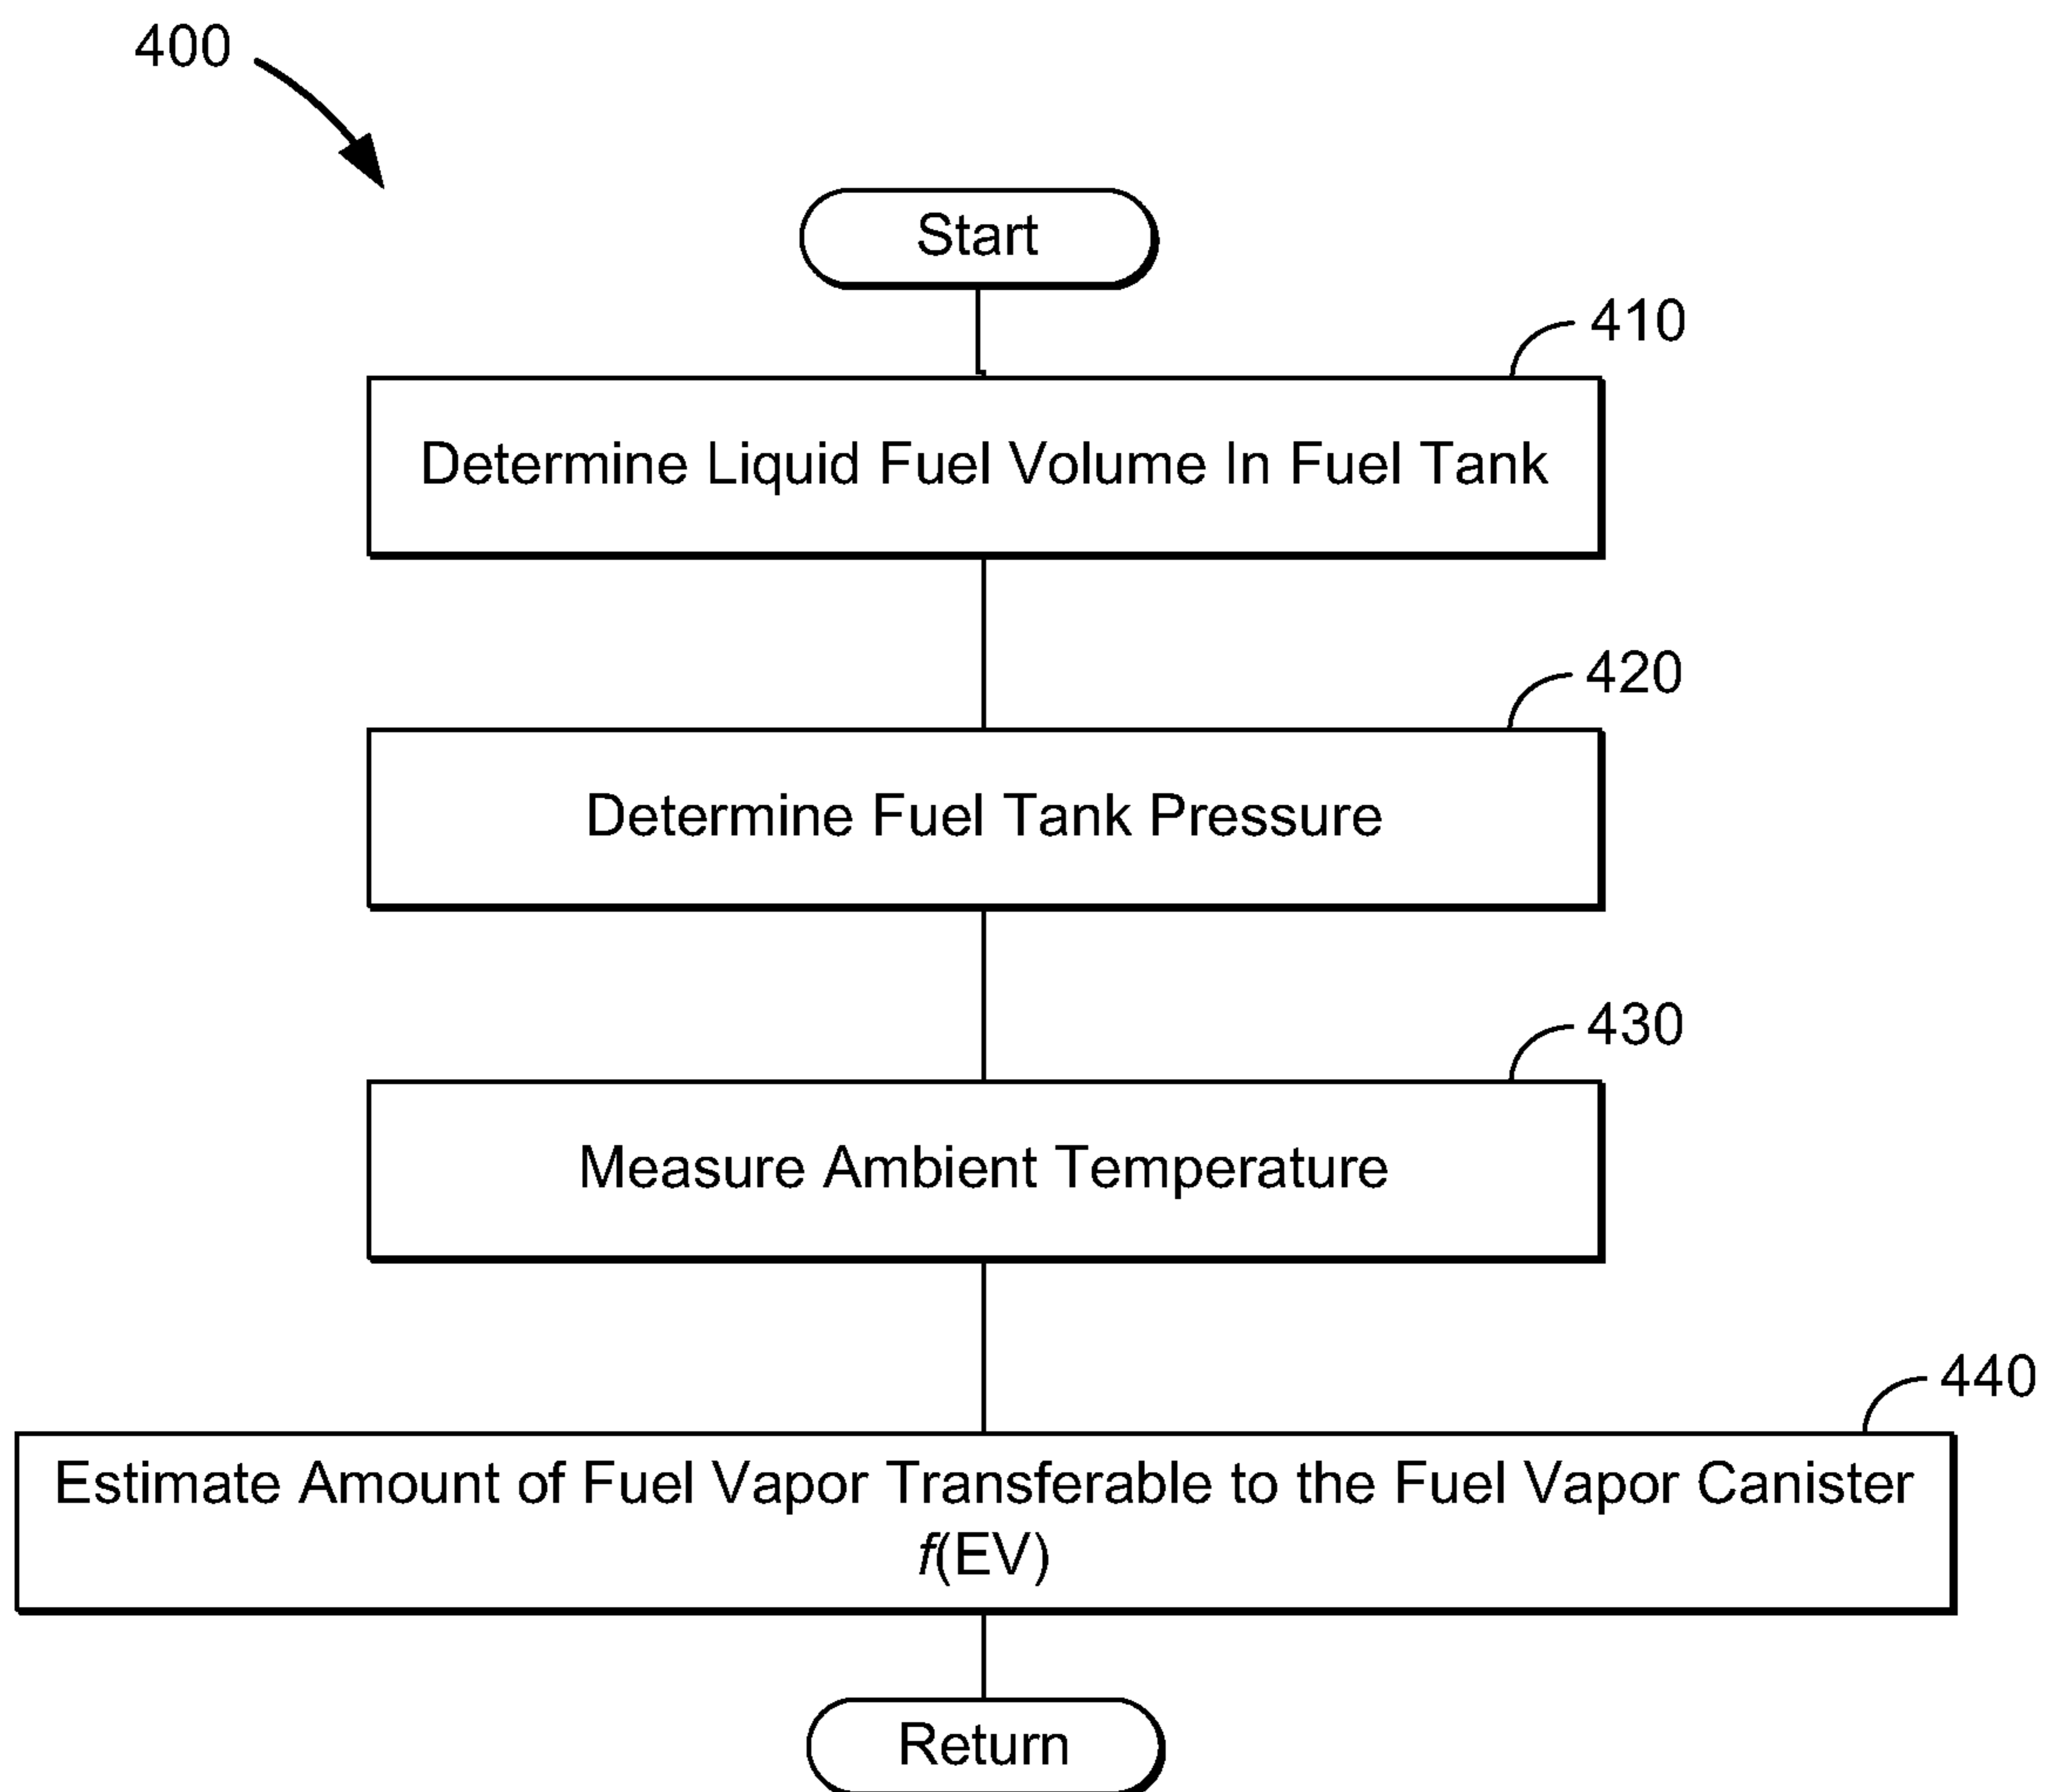 400
Start
410
Determine Liquid Fuel Volume In Fuel Tank
420
Determine Fuel Tank Pressure
430
Measure Ambient Temperature
440
Estimate Amount of Fuel Vapor Transferable to the Fuel Vapor Canister
f(EV)
Return